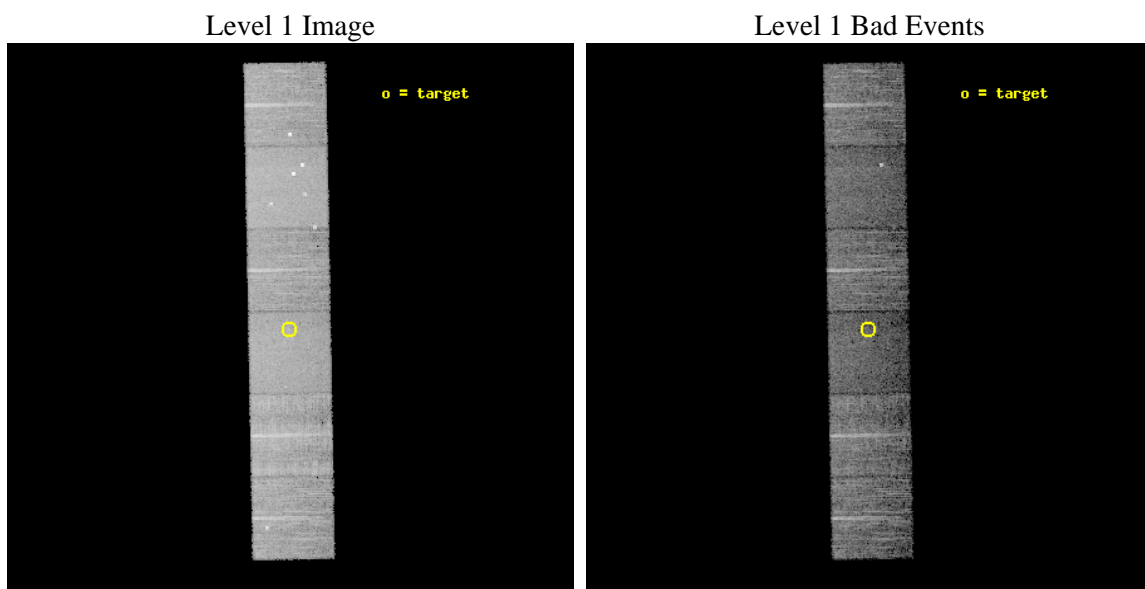 Level 1 Image
Level 1 Bad Events
o = target
o = target